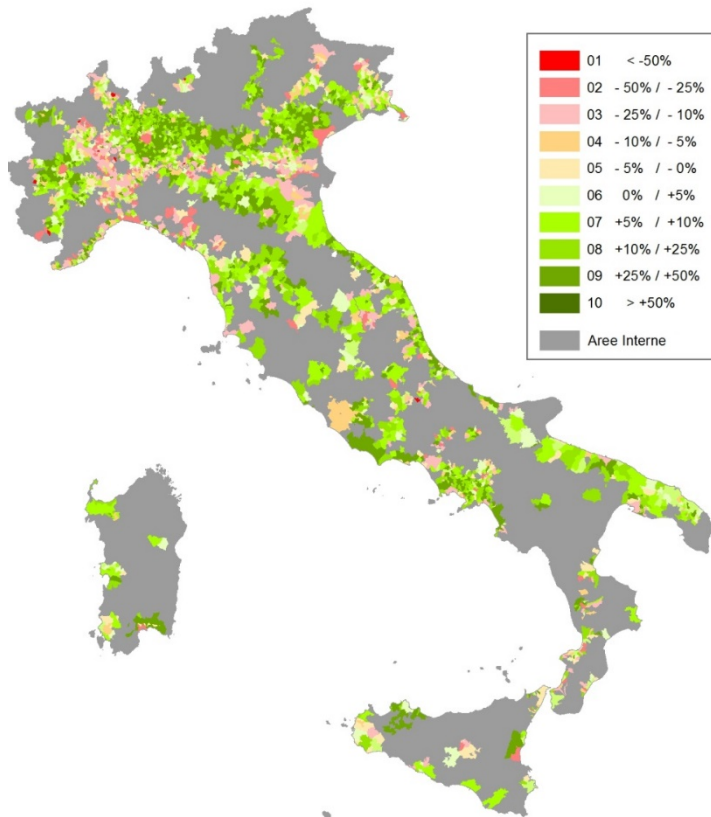 01 < -50%
02 - 50% / - 25%
03 - 25% / - 10%
04 - 10% / - 5%
05 - 5% / - 0%
06 0% / +5%
07 +5% / +10%
08 +10% / +25%
09 +25% / +50%
10 > +50%
Aree Interne